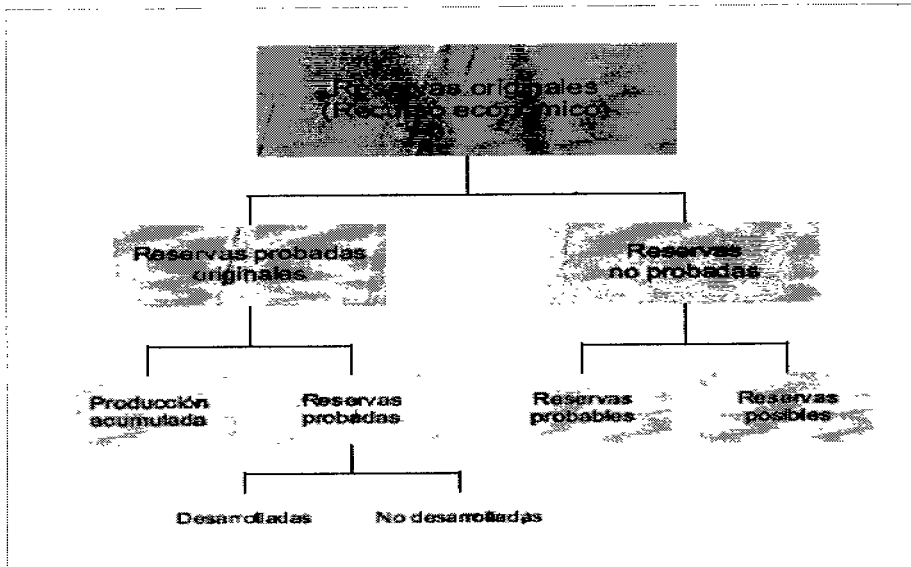 Reservas originales
(Recurso económico)
Reservas probadas
originales
Reservas
no probadas
Producción
acumulada
Reservas
probadas
Reservas
probables
Reservas
posibles
Desarrolladas
No desarrolladas